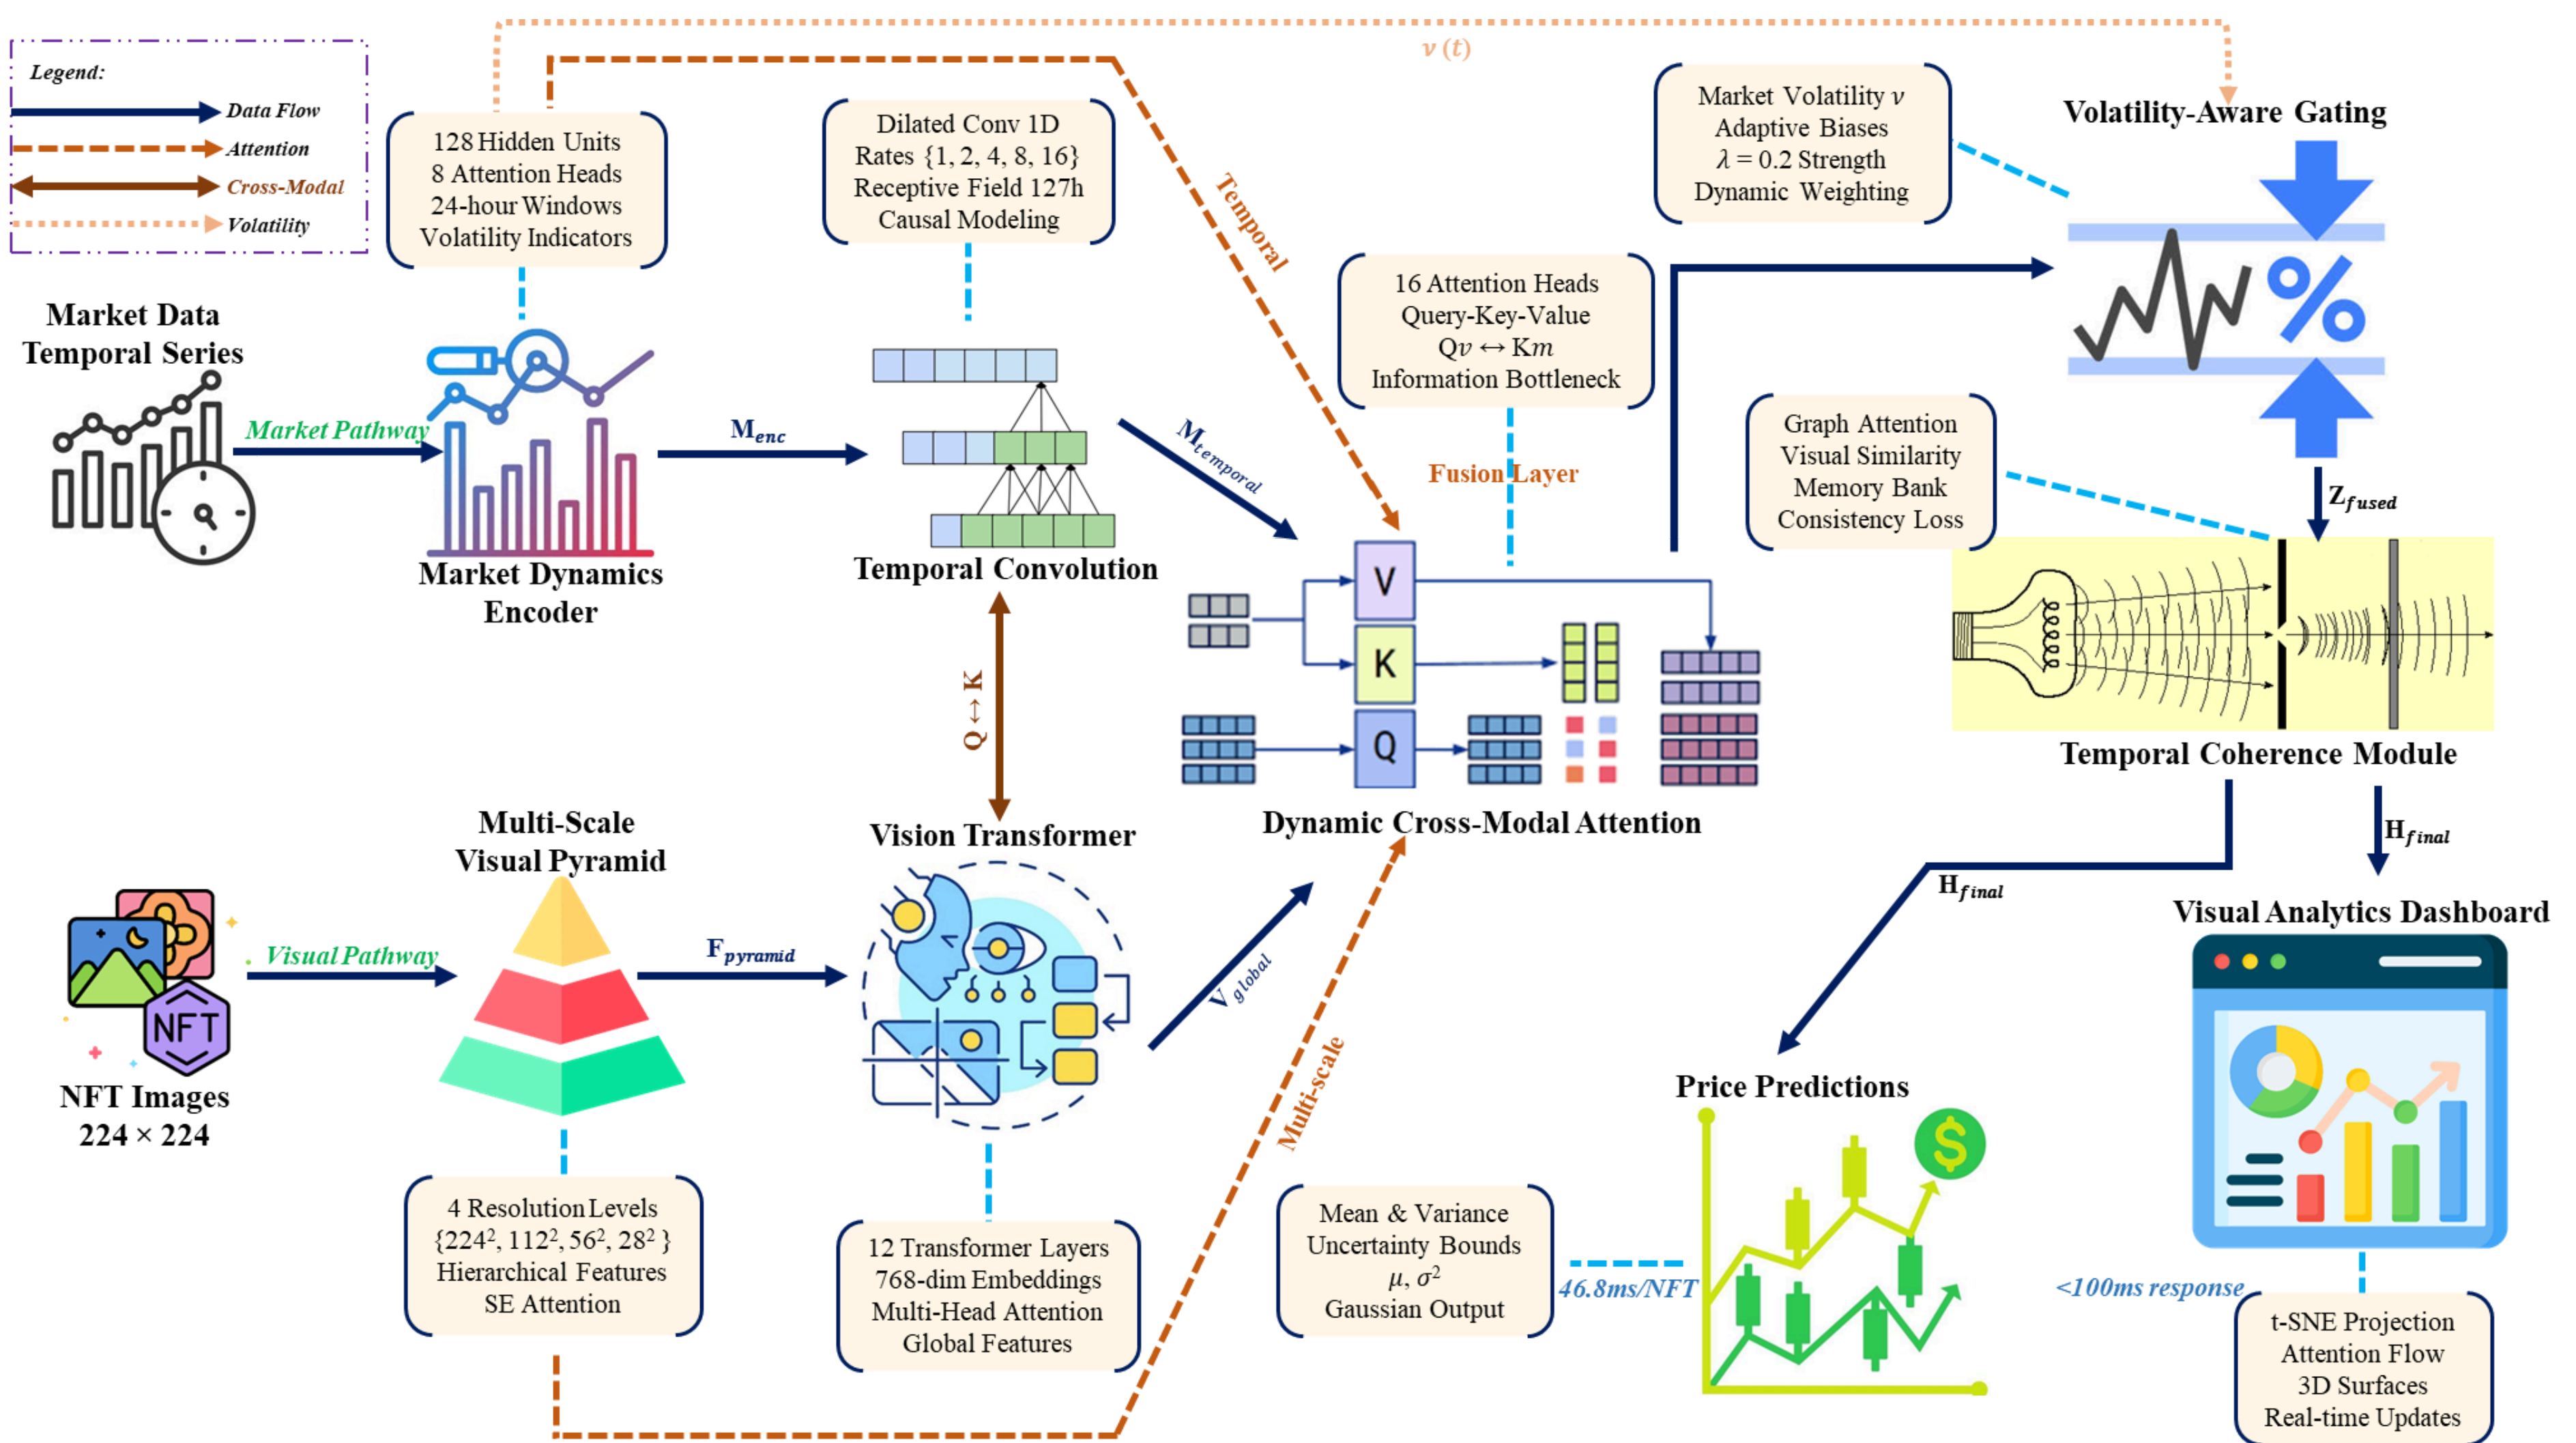 Legend:
Data Flow
Attention
Cross-Modal
Volatility
128 Hidden Units
8 Attention Heads
24-hour Windows
Volatility Indicators
Dilated Conv 1D
Rates {1, 2, 4, 8, 16}
Receptive Field 127h
Causal Modeling
ν (t)
Market Volatility ν
Adaptive Biases
λ = 0.2 Strength
Dynamic Weighting
Volatility-Aware Gating
%
Temporal
16 Attention Heads
Query-Key-Value
Qν ↔ Km
Information Bottleneck
Fusion Layer
Market Data
Temporal Series
Market Pathway
Market Dynamics
Encoder
M_enc
Temporal Convolution
M_temporal
Graph Attention
Visual Similarity
Memory Bank
Consistency Loss
Z_fused
V
K
Q
Q ↔ K
Dynamic Cross-Modal Attention
Temporal Coherence Module
H_final
H_final
Multi-Scale
Visual Pyramid
Vision Transformer
NFT
NFT Images
224 × 224
Visual Pathway
F_pyramid
V_global
Multi-scale
4 Resolution Levels
{224², 112², 56², 28² }
Hierarchical Features
SE Attention
12 Transformer Layers
768-dim Embeddings
Multi-Head Attention
Global Features
Mean & Variance
Uncertainty Bounds
μ, σ²
Gaussian Output
46.8ms/NFT
Price Predictions
$
Visual Analytics Dashboard
<100ms response
t-SNE Projection
Attention Flow
3D Surfaces
Real-time Updates